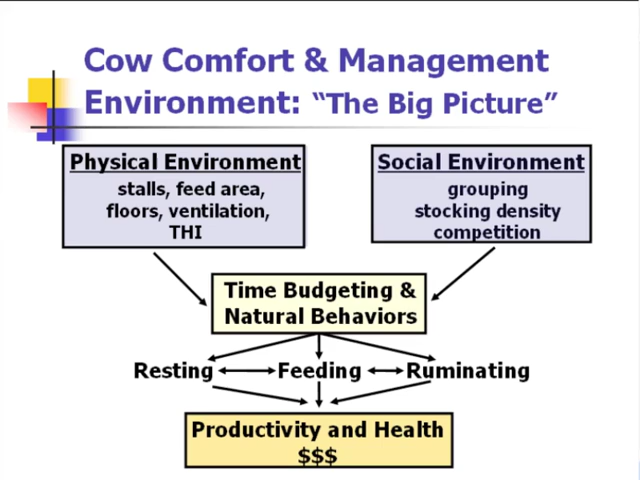 Cow Comfort & Management
Environment: “The Big Picture”
Physical Environment
stalls, feed area,
floors, ventilation,
THI
Social Environment
grouping
stocking density
competition
Time Budgeting &
Natural Behaviors
Resting
Feeding
Ruminating
Productivity and Health
$$$